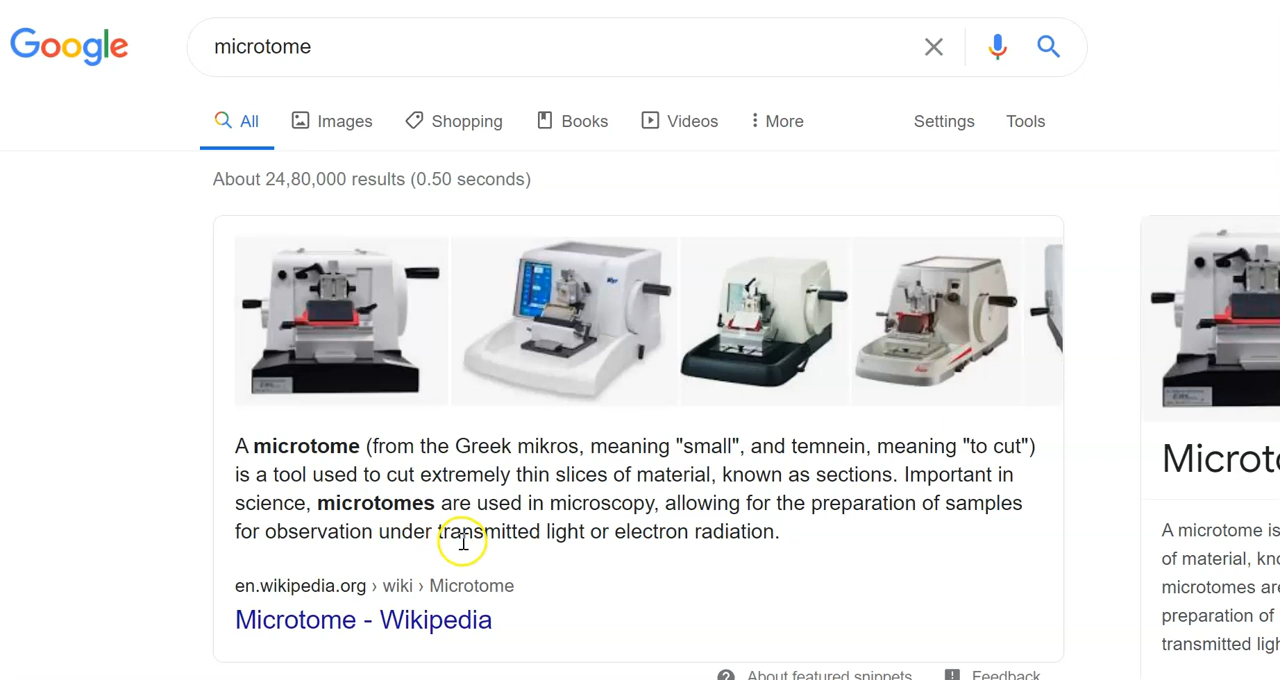 Google
microtome
All Images Shopping Books Videos More Settings Tools
About 24,80,000 results (0.50 seconds)
A microtome (from the Greek mikros, meaning "small", and temnein, meaning "to cut")
is a tool used to cut extremely thin slices of material, known as sections. Important in
science, microtomes are used in microscopy, allowing for the preparation of samples
for observation under transmitted light or electron radiation.
en.wikipedia.org › wiki › Microtome
Microtome - Wikipedia
About featured snippets Feedback
Microt
A microtome is
of material, kno
microtomes are
preparation of
transmitted ligh